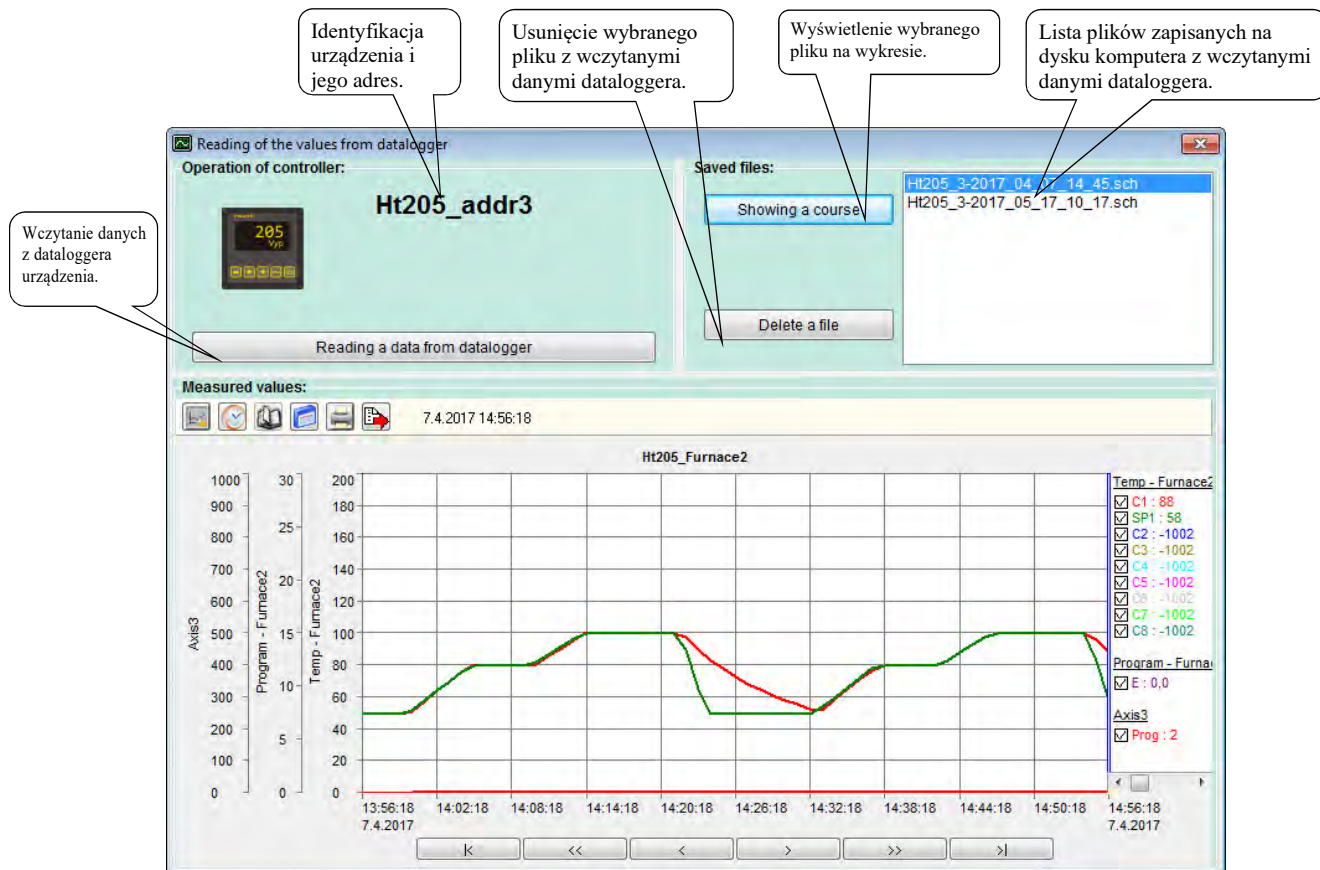 Identyfikacja
urządzenia i
jego adres.
Usunięcie wybranego
pliku z wczytanymi
danymi dataloggera.
Wyświetlenie wybranego
pliku na wykresie.
Lista plików zapisanych na
dysku komputera z wczytanymi
danymi dataloggera.
Wczytanie danych
z dataloggera
urządzenia.
Reading of the values from datalogger
Operation of controller:
Ht205_addr3
205
Vyp
Reading a data from datalogger
Saved files:
Showing a course
Delete a file
Ht205_3-2017_04_07_14_45.sch
Ht205_3-2017_05_17_10_17.sch
Measured values:
7.4.2017 14:56:18
Ht205_Furnace2
Axis3
1000
900
800
700
600
500
400
300
200
100
0
Program - Furnace2
30
25
20
15
10
5
0
Temp - Furnace2
200
180
160
140
120
100
80
60
40
20
0
13:56:18 14:02:18 14:08:18 14:14:18 14:20:18 14:26:18 14:32:18 14:38:18 14:44:18 14:50:18 14:56:18
7.4.2017 7.4.2017
Temp - Furnace2
C1 : 88
SP1 : 58
C2 : -1002
C3 : -1002
C4 : -1002
C5 : -1002
C6 : -1002
C7 : -1002
C8 : -1002
Program - Furna
E : 0,0
Axis3
Prog : 2
|< << < > >> >|